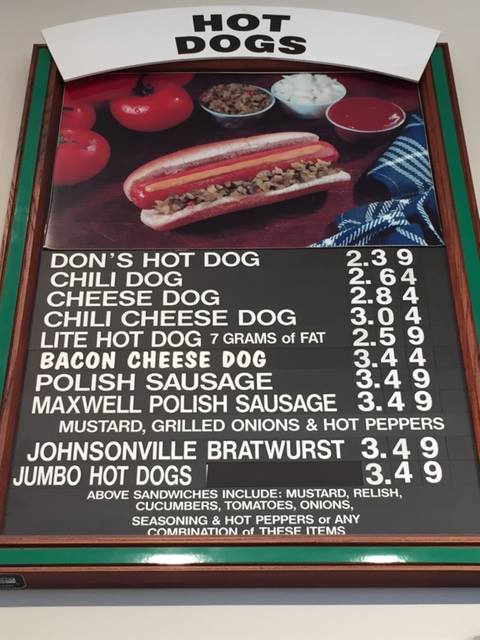 HOT
DOGS
DON'S HOT DOG 2.39
CHILI DOG 2.64
CHEESE DOG 2.84
CHILI CHEESE DOG 3.04
LITE HOT DOG 7 GRAMS of FAT 2.59
BACON CHEESE DOG 3.44
POLISH SAUSAGE 3.49
MAXWELL POLISH SAUSAGE 3.49
MUSTARD, GRILLED ONIONS & HOT PEPPERS
JOHNSONVILLE BRATWURST 3.49
JUMBO HOT DOGS 3.49
ABOVE SANDWICHES INCLUDE: MUSTARD, RELISH,
CUCUMBERS, TOMATOES, ONIONS,
SEASONING & HOT PEPPERS or ANY
COMBINATION of THESE ITEMS